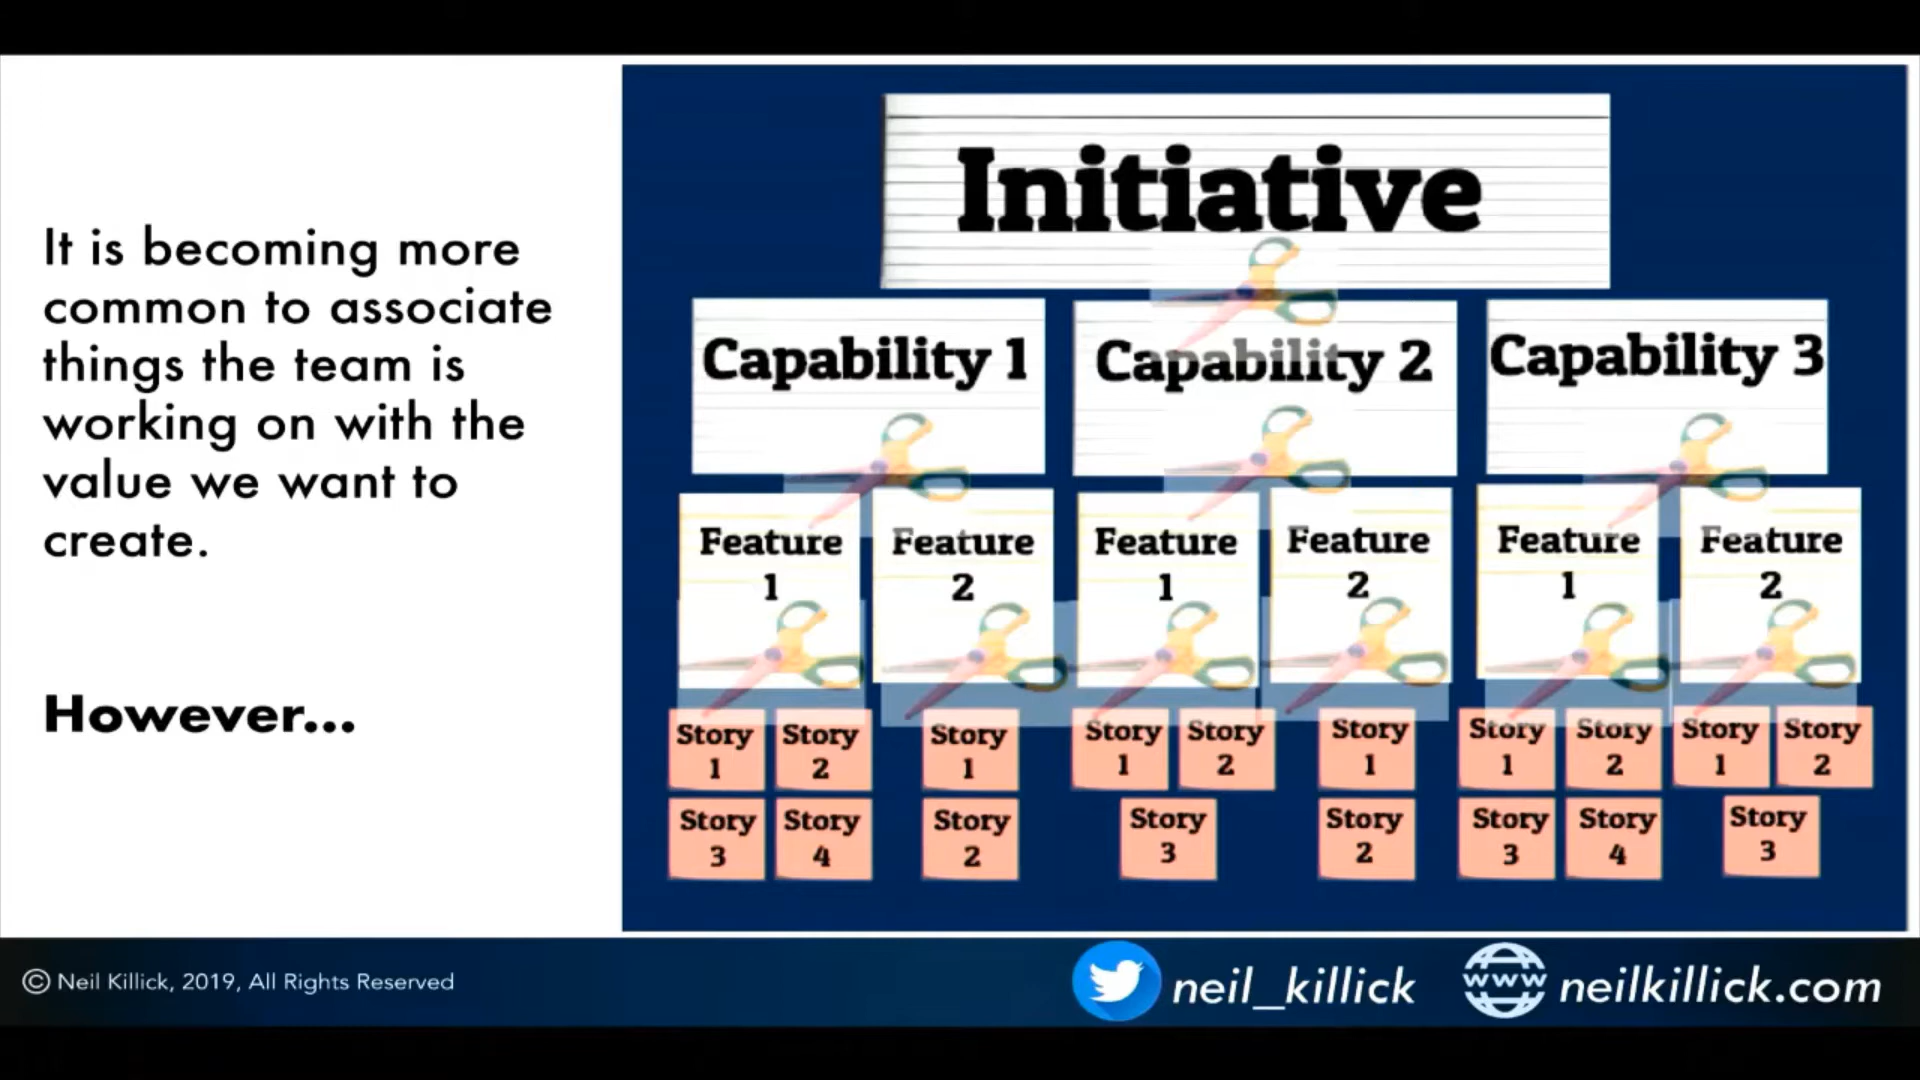 It is becoming more
common to associate
things the team is
working on with the
value we want to
create.
However...
Initiative
Capability 1
Capability 2
Capability 3
Feature
1
Feature
2
Feature
1
Feature
2
Feature
1
Feature
2
Story
1
Story
2
Story
3
Story
4
Story
1
Story
2
Story
1
Story
2
Story
3
Story
1
Story
2
Story
1
Story
2
Story
3
Story
4
Story
1
Story
2
Story
3
© Neil Killick, 2019, All Rights Reserved
neil_killick
www
neilkillick.com